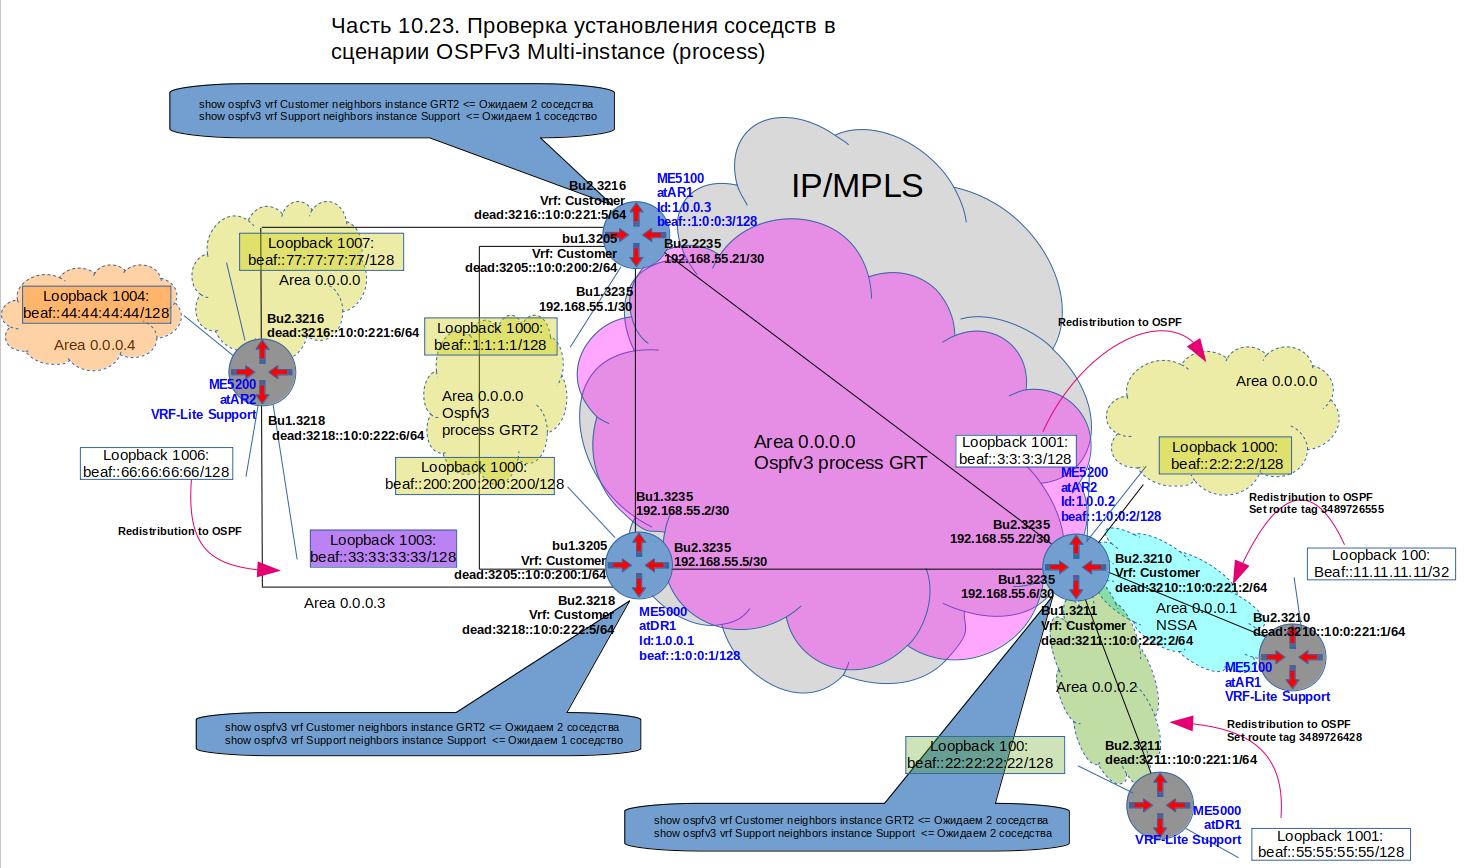 Часть 10.23. Проверка установления соседств в
сценарии OSPFv3 Multi-instance (process)
show ospfv3 vrf Customer neighbors instance GRT2 <= Ожидаем 2 соседства
show ospfv3 vrf Support neighbors instance Support <= Ожидаем 1 соседство
IP/MPLS
Bu2.3216
Vrf: Customer
dead:3216::10:0:221:5/64
ME5100
atAR1
Id:1.0.0.3
beaf::1:0:0:3/128
bu1.3205
Vrf: Customer
dead:3205::10:0:200:2/64
Bu2.2235
192.168.55.21/30
Bu1.3235
192.168.55.1/30
Loopback 1007:
beaf::77:77:77:77/128
Area 0.0.0.0
Loopback 1004:
beaf::44:44:44:44/128
Area 0.0.0.4
Bu2.3216
dead:3216::10:0:221:6/64
ME5200
atAR2
VRF-Lite Support
Bu1.3218
dead:3218::10:0:222:6/64
Loopback 1000:
beaf::1:1:1:1/128
Area 0.0.0.0
Ospfv3
process GRT2
Loopback 1000:
beaf::200:200:200:200/128
Loopback 1006:
beaf::66:66:66:66/128
Redistribution to OSPF
Loopback 1003:
beaf::33:33:33:33/128
Area 0.0.0.3
Area 0.0.0.0
Ospfv3 process GRT
Bu1.3235
192.168.55.2/30
Bu2.3235
192.168.55.5/30
bu1.3205
Vrf: Customer
dead:3205::10:0:200:1/64
Bu2.3218
Vrf: Customer
dead:3218::10:0:222:5/64
ME5000
atDR1
Id:1.0.0.1
beaf::1:0:0:1/128
Redistribution to OSPF
Loopback 1001:
beaf::3:3:3:3/128
Area 0.0.0.0
Loopback 1000:
beaf::2:2:2:2/128
ME5200
atAR2
Id:1.0.0.2
beaf::1:0:0:2/128
Bu2.3235
192.168.55.22/30
Bu1.3235
192.168.55.6/30
Redistribution to OSPF
Set route tag 3489726555
Loopback 100:
Beaf::11.11.11.11/32
Bu2.3210
Vrf: Customer
dead:3210::10:0:221:2/64
Area 0.0.0.1
NSSA
Bu2.3210
dead:3210::10:0:221:1/64
ME5100
atAR1
VRF-Lite Support
Bu1.3211
Vrf: Customer
dead:3211::10:0:222:2/64
Area 0.0.0.2
Redistribution to OSPF
Set route tag 3489726428
Bu2.3211
dead:3211::10:0:221:1/64
Loopback 100:
beaf::22:22:22:22/128
ME5000
atDR1
VRF-Lite Support
Loopback 1001:
beaf::55:55:55:55/128
show ospfv3 vrf Customer neighbors instance GRT2 <= Ожидаем 2 соседства
show ospfv3 vrf Support neighbors instance Support <= Ожидаем 1 соседство
show ospfv3 vrf Customer neighbors instance GRT2 <= Ожидаем 2 соседства
show ospfv3 vrf Support neighbors instance Support <= Ожидаем 2 соседства